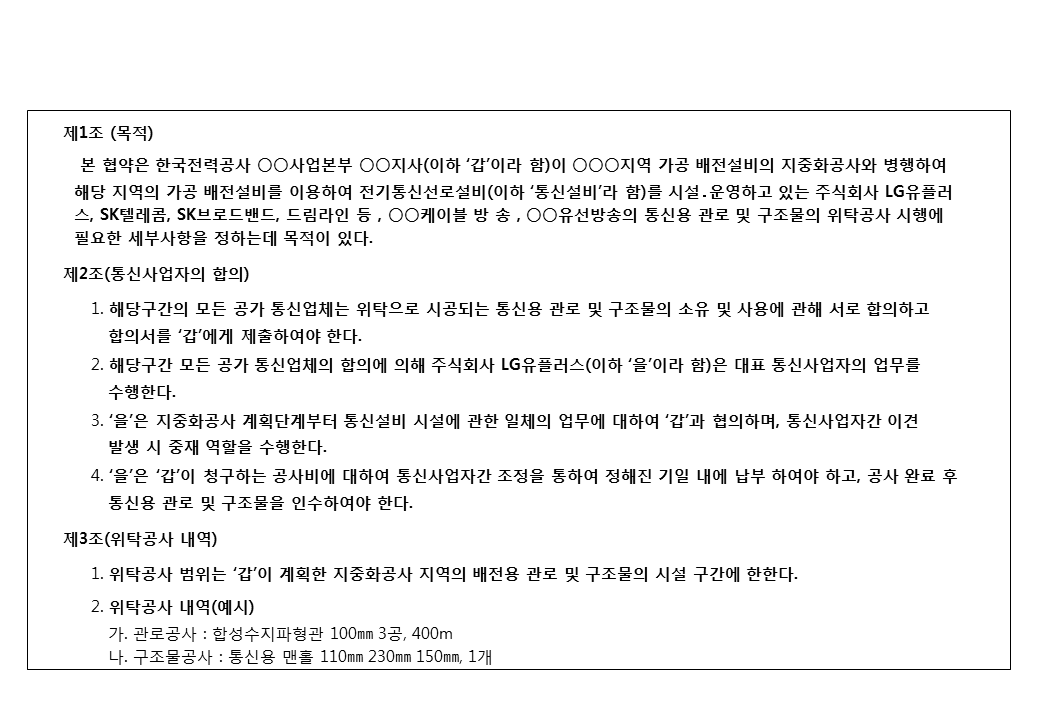 제1조 (목적)
본 협약은 한국전력공사 〇〇사업본부 〇〇지사(이하 ‘갑’이라 함)이 〇〇〇지역 가공 배전설비의 지중화공사와 병행하여
해당 지역의 가공 배전설비를 이용하여 전기통신선로설비(이하 ‘통신설비’라 함)를 시설․운영하고 있는 주식회사 LG유플러
스, SK텔레콤, SK브로드밴드, 드림라인 등 , 〇〇케이블 방 송 , 〇〇유선방송의 통신용 관로 및 구조물의 위탁공사 시행에
필요한 세부사항을 정하는데 목적이 있다.
제2조(통신사업자의 합의)
1. 해당구간의 모든 공가 통신업체는 위탁으로 시공되는 통신용 관로 및 구조물의 소유 및 사용에 관해 서로 합의하고
합의서를 ‘갑’에게 제출하여야 한다.
2. 해당구간 모든 공가 통신업체의 합의에 의해 주식회사 LG유플러스(이하 ‘을’이라 함)은 대표 통신사업자의 업무를
수행한다.
3. ‘을’은 지중화공사 계획단계부터 통신설비 시설에 관한 일체의 업무에 대하여 ‘갑’과 협의하며, 통신사업자간 이견
발생 시 중재 역할을 수행한다.
4. ‘을’은 ‘갑’이 청구하는 공사비에 대하여 통신사업자간 조정을 통하여 정해진 기일 내에 납부 하여야 하고, 공사 완료 후
통신용 관로 및 구조물을 인수하여야 한다.
제3조(위탁공사 내역)
1. 위탁공사 범위는 ‘갑’이 계획한 지중화공사 지역의 배전용 관로 및 구조물의 시설 구간에 한한다.
2. 위탁공사 내역(예시)
가. 관로공사 : 합성수지파형관 100㎜ 3공, 400m
나. 구조물공사 : 통신용 맨홀 110㎜ 230㎜ 150㎜, 1개